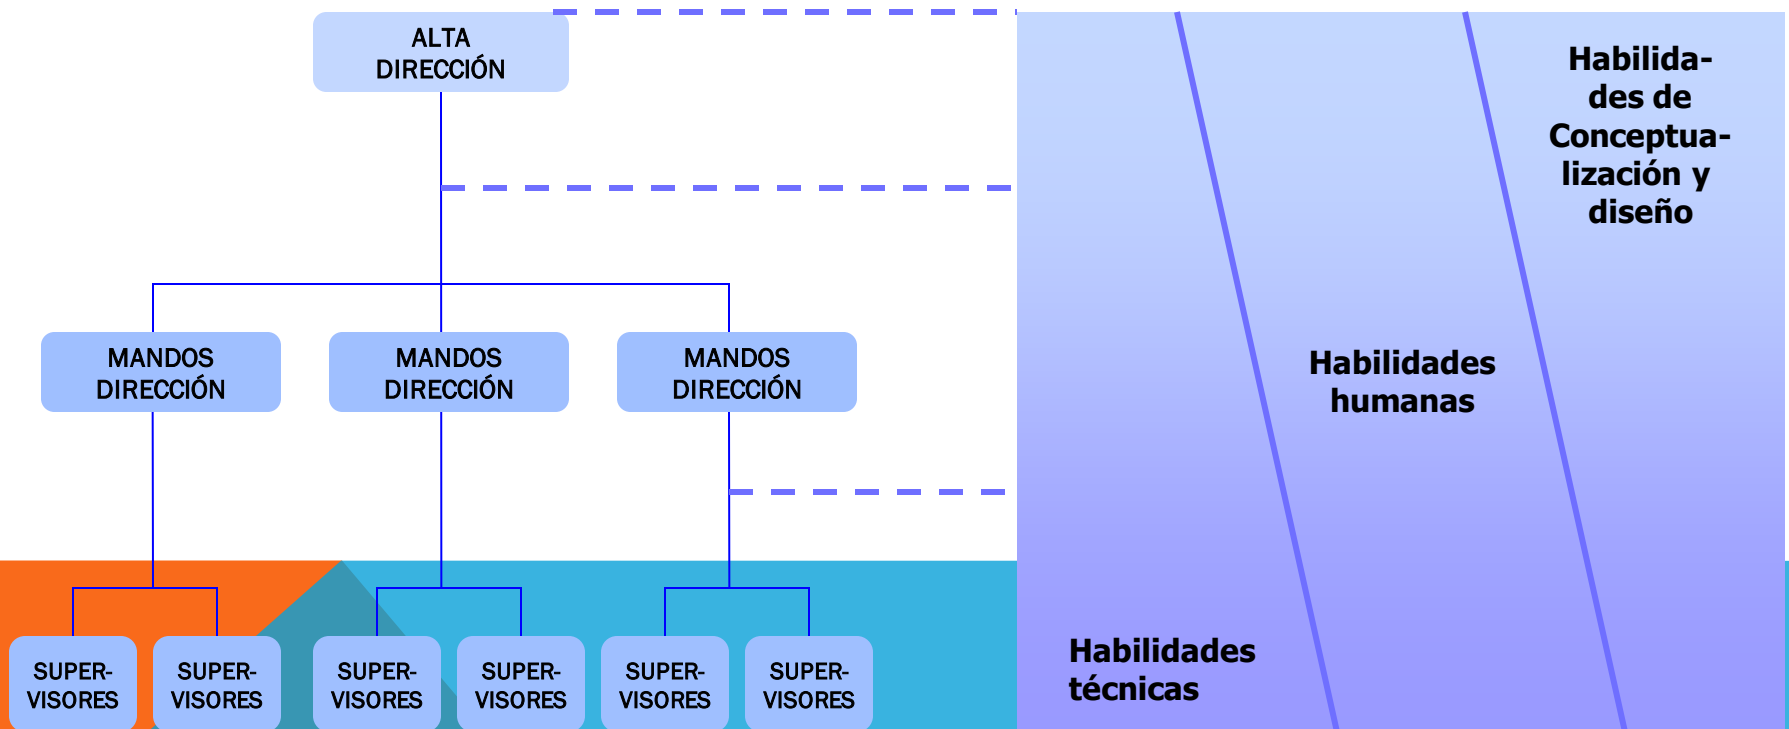 ALTA
DIRECCIÓN
Habilida-
des de
Conceptua-
lización y
diseño
MANDOS
DIRECCIÓN
MANDOS
DIRECCIÓN
MANDOS
DIRECCIÓN
Habilidades
humanas
SUPER-
VISORES
SUPER-
VISORES
SUPER-
VISORES
SUPER-
VISORES
SUPER-
VISORES
SUPER-
VISORES
Habilidades
técnicas